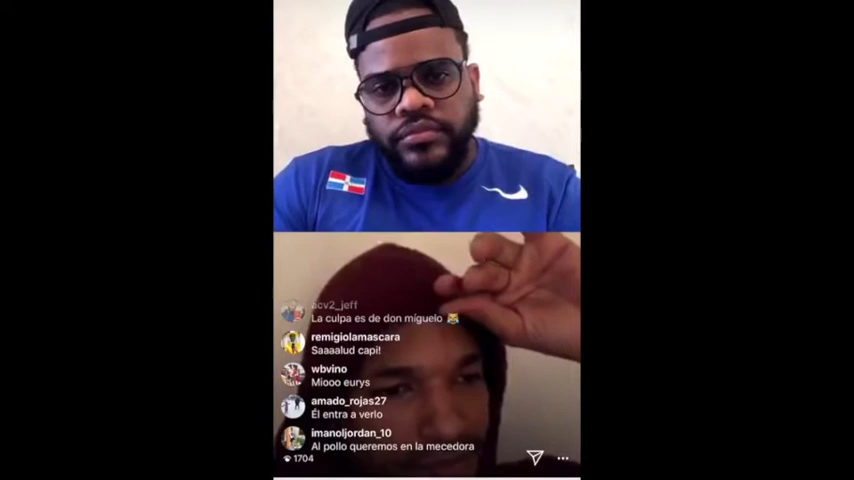 acv2_jeff
La culpa es de don míguelo 😹
remigiolamascara
Saaaalud capi!
wbvino
Miooo eurys
amado_rojas27
Él entra a verlo
imanoljordan_10
Al pollo queremos en la mecedora
1704